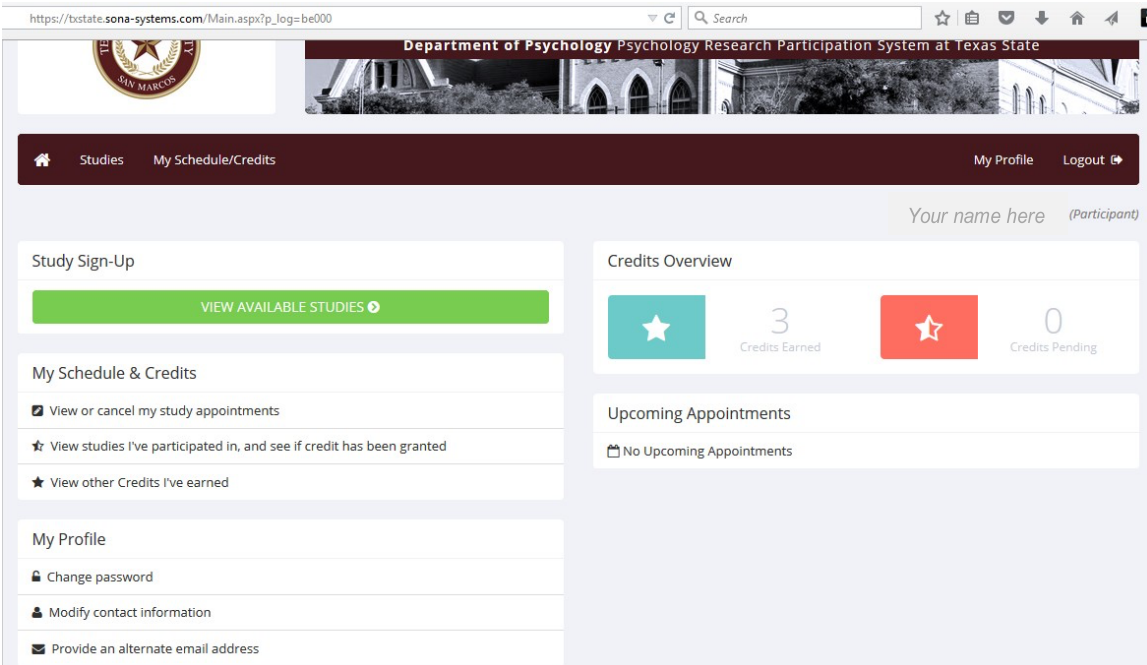 https://txstate.sona-systems.com/Main.aspx?p_log=be000
Search
SAN MARCOS
Department of Psychology Psychology Research Participation System at Texas State
Studies My Schedule/Credits My Profile Logout
Your name here (Participant)
Study Sign-Up
VIEW AVAILABLE STUDIES
My Schedule & Credits
View or cancel my study appointments
View studies I've participated in, and see if credit has been granted
View other Credits I've earned
My Profile
Change password
Modify contact information
Provide an alternate email address
Credits Overview
3
Credits Earned
0
Credits Pending
Upcoming Appointments
No Upcoming Appointments